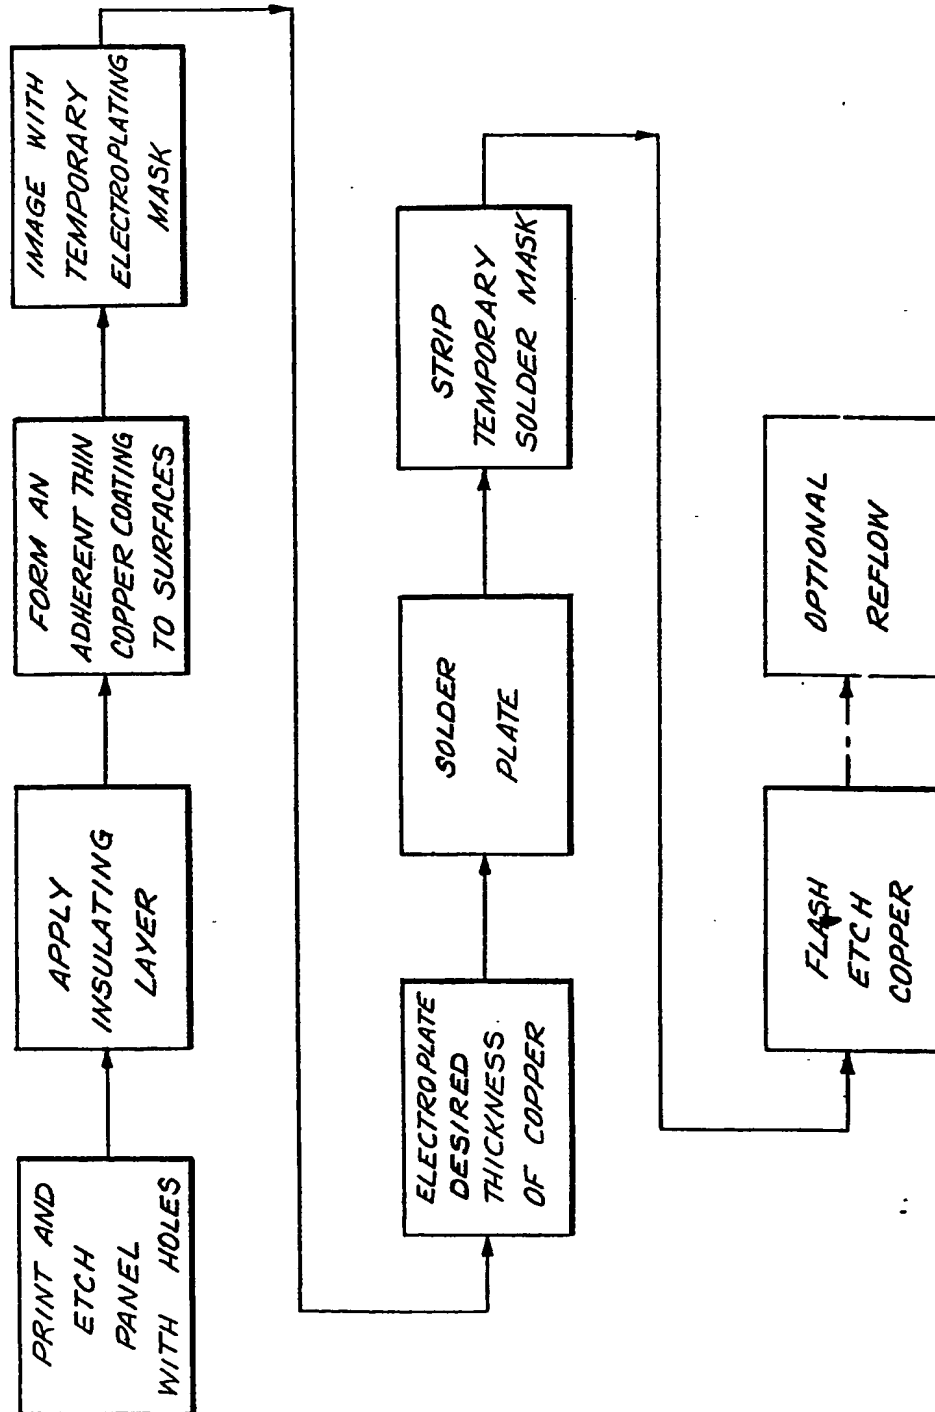 PRINT AND
ETCH
PANEL
WITH HOLES
APPLY
INSULATING
LAYER
FORM AN
ADHERENT THIN
COPPER COATING
TO SURFACES
IMAGE WITH
TEMPORARY
ELECTROPLATING
MASK
ELECTROPLATE
DESIRED
THICKNESS
OF COPPER
SOLDER
PLATE
STRIP
TEMPORARY
SOLDER MASK
FLASH
ETCH
COPPER
OPTIONAL
REFLOW